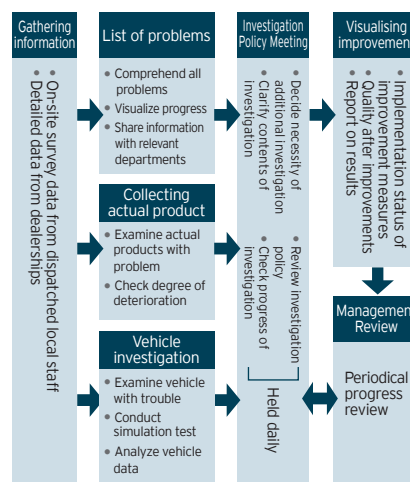 Gathering
information
• On-site survey data from dispatched local staff
• Detailed data from dealerships
List of problems
• Comprehend all
problems
• Visualize progress
• Share information
with relevant
departments
Collecting
actual product
• Examine actual
products with
problem
• Check degree of
deterioration
Vehicle
investigation
• Examine vehicle
with trouble
• Conduct
simulation test
• Analyze vehicle
data
Investigation
Policy Meeting
• Decide necessity of
additional investigation
• Clarify contents of
investigation
• Review investigation
policy
• Check progress of
investigation
Held daily
Visualising
improvement
• Implementation status of
improvement measures
• Quality after improvements
• Report on results
Management
Review
Periodical
progress
review